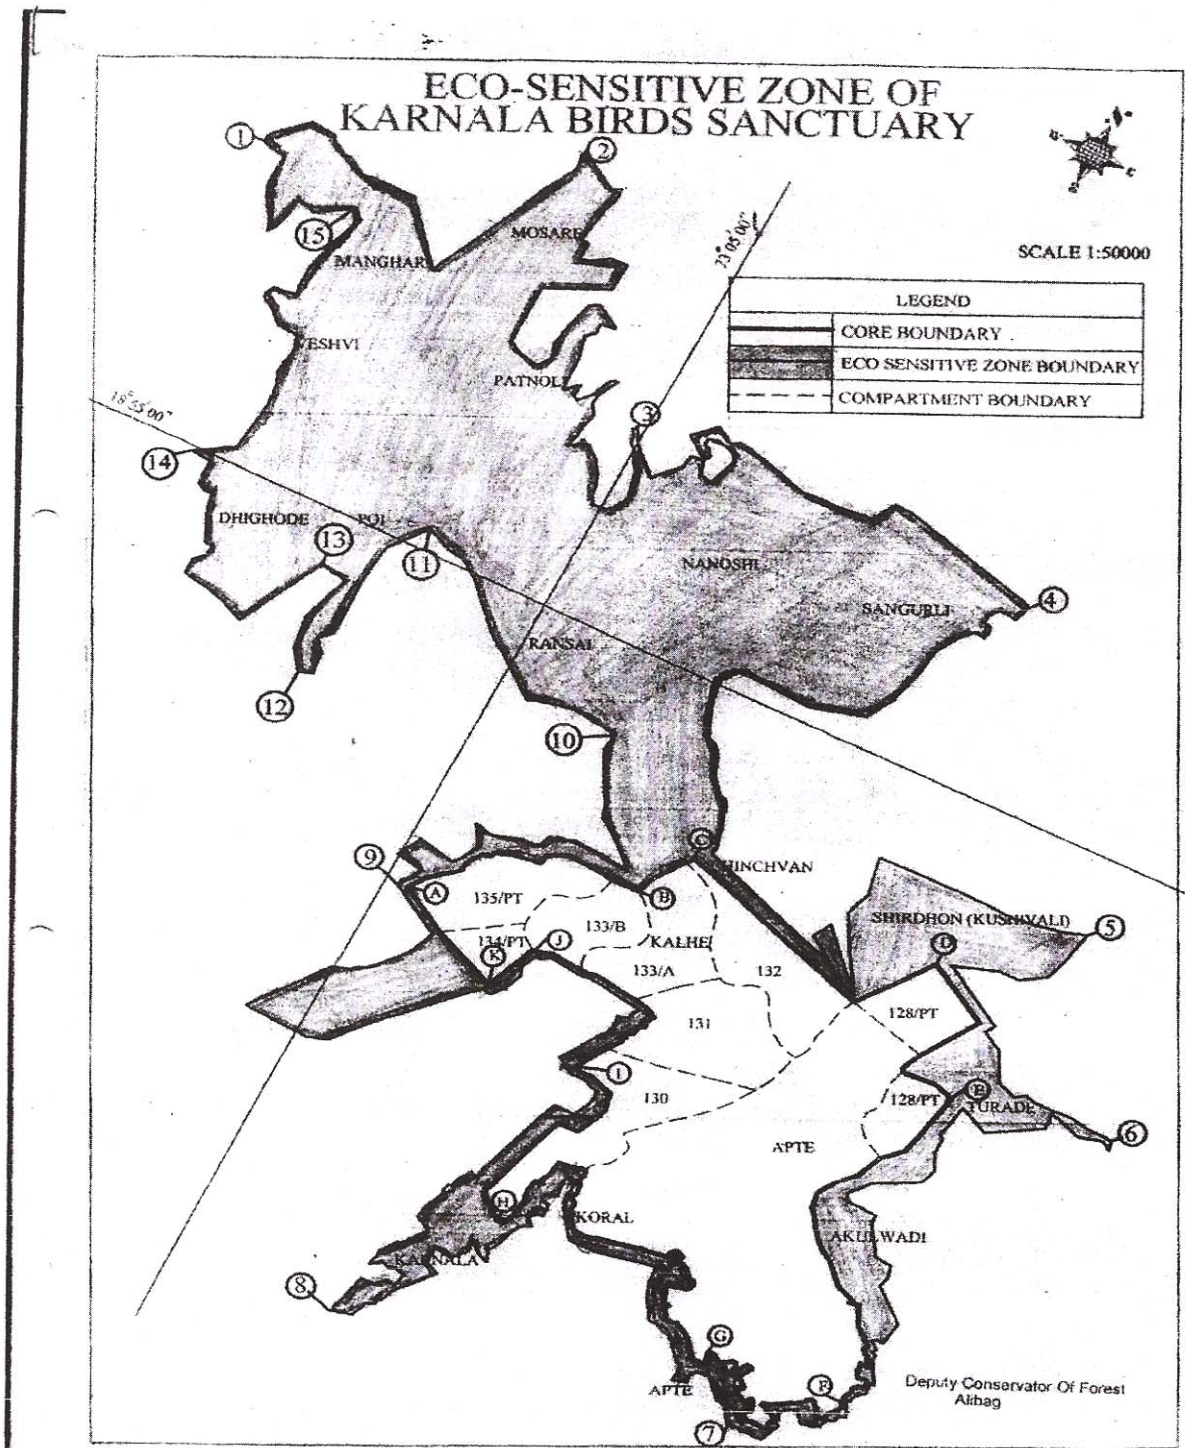 ECO-SENSITIVE ZONE OF
KARNALA BIRDS SANCTUARY
1
2
15
MOSARE
MANGHAR
73°05'00"
SCALE 1:50000
LEGEND
CORE BOUNDARY
ECO SENSITIVE ZONE BOUNDARY
COMPARTMENT BOUNDARY
ESHVI
PATNOLI
18°55'00"
3
14
DHIGHODE
POI
13
11
NANOSHI
SANGURLI
4
RANSAI
12
10
C
CHINCHVAN
9
A
135/PT
B
SHIRDHON (KUSHIVALI)
5
133/B
KALHE
134/PT
J
D
K
133/A
132
128/PT
131
I
130
128/PT
E
TURADE
6
APTE
H
KORAL
AKULWADI
KARNALA
8
G
APTE
F
7
Deputy Conservator Of Forest
Alibag